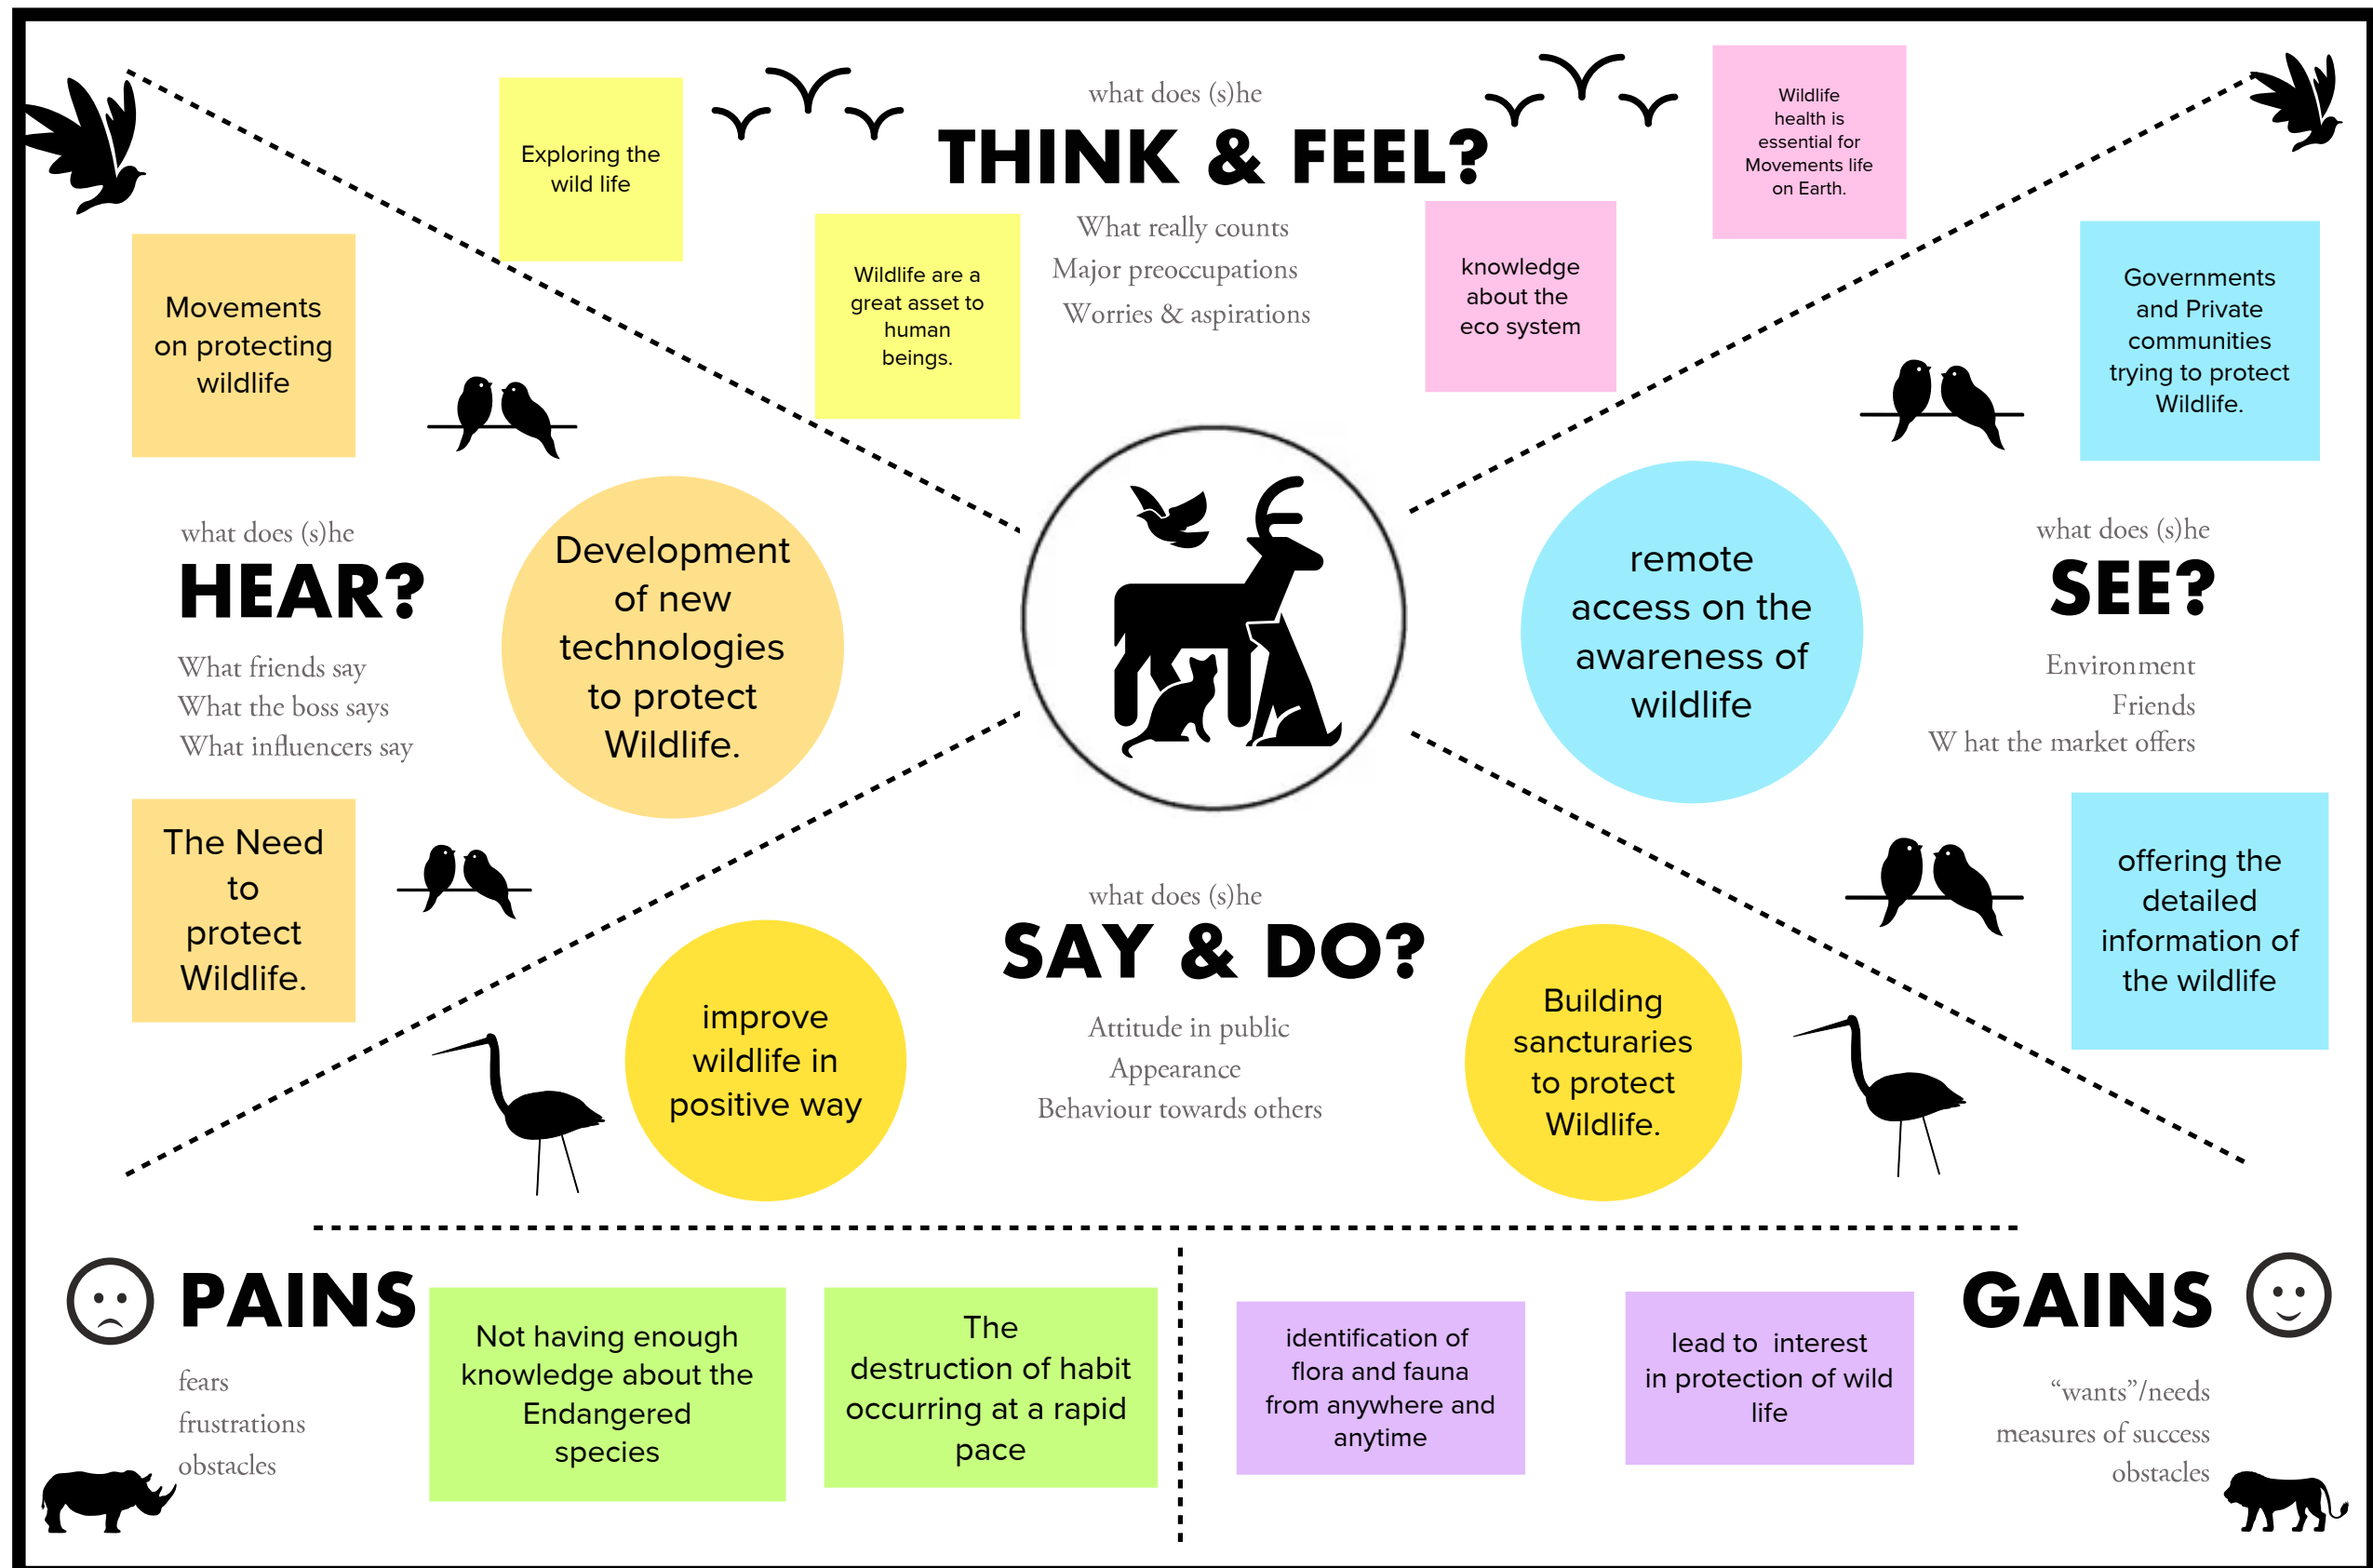 what does (s)he
THINK & FEEL?
What really counts
Major preoccupations
Worries & aspirations
Exploring the
wild life
Wildlife are a
great asset to
human
beings.
knowledge
about the
eco system
Wildlife
health is
essential for
Movements life
on Earth.
Movements
on protecting
wildlife
what does (s)he
HEAR?
What friends say
What the boss says
What influencers say
Development
of new
technologies
to protect
Wildlife.
The Need
to
protect
Wildlife.
remote
access on the
awareness of
wildlife
Governments
and Private
communities
trying to protect
Wildlife.
what does (s)he
SEE?
Environment
Friends
W hat the market offers
offering the
detailed
information of
the wildlife
what does (s)he
SAY & DO?
Attitude in public
Appearance
Behaviour towards others
improve
wildlife in
positive way
Building
sancturaries
to protect
Wildlife.
PAINS
fears
frustrations
obstacles
Not having enough
knowledge about the
Endangered
species
The
destruction of habit
occurring at a rapid
pace
identification of
flora and fauna
from anywhere and
anytime
lead to  interest
in protection of wild
life
GAINS
“wants”/needs
measures of success
obstacles